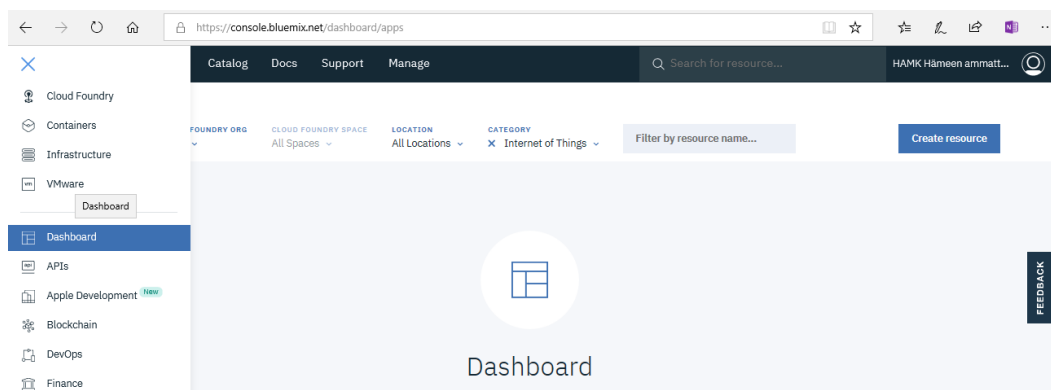 https://console.bluemix.net/dashboard/apps
Catalog Docs Support Manage Search for resource... HAMK Hämeen ammatt...
Cloud Foundry
Containers
Infrastructure
VMware
Dashboard
Dashboard
APIs
Apple Development New
Blockchain
DevOps
Finance
FOUNDRY ORG CLOUD FOUNDRY SPACE LOCATION CATEGORY
All Spaces All Locations Internet of Things Filter by resource name... Create resource
Dashboard
FEEDBACK